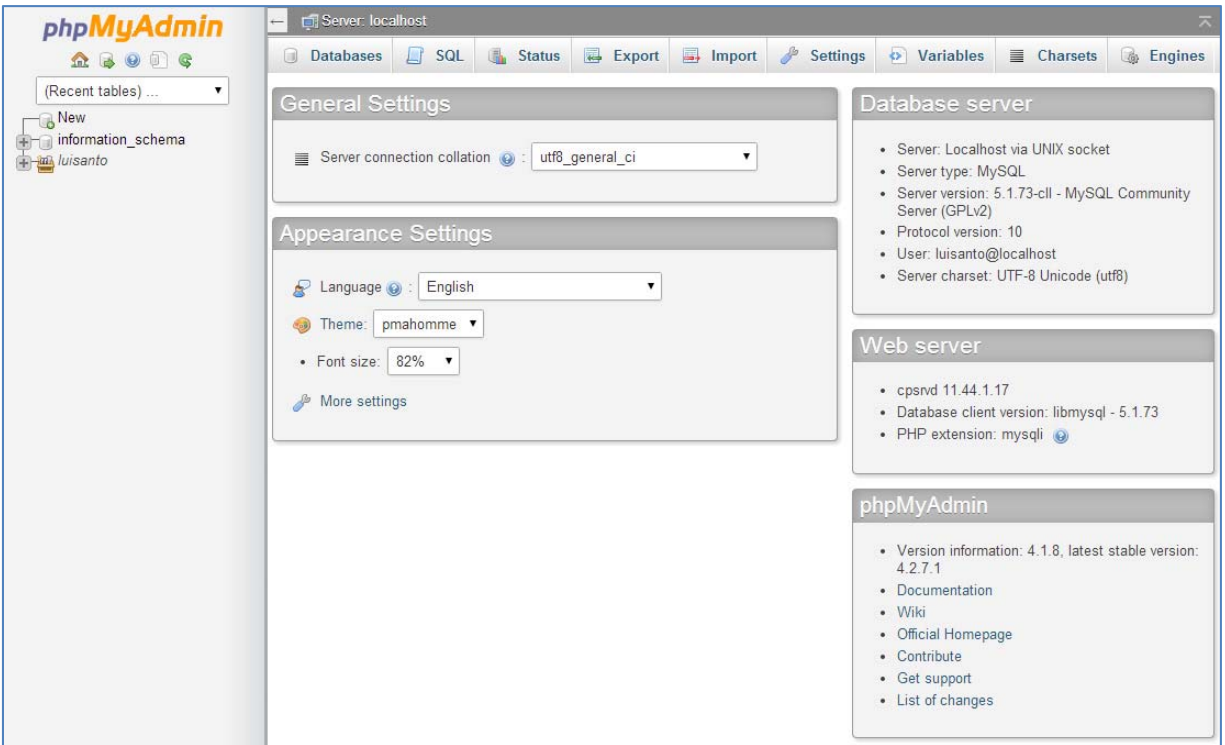 phpMyAdmin
(Recent tables) ...
New
information_schema
luisanto
Server: localhost
Databases SQL Status Export Import Settings Variables Charsets Engines
General Settings
Server connection collation : utf8_general_ci
Appearance Settings
Language : English
Theme: pmahomme
Font size: 82%
More settings
Database server
Server: Localhost via UNIX socket
Server type: MySQL
Server version: 5.1.73-cll - MySQL Community
Server (GPLv2)
Protocol version: 10
User: luisanto@localhost
Server charset: UTF-8 Unicode (utf8)
Web server
cpsrvd 11.44.1.17
Database client version: libmysql - 5.1.73
PHP extension: mysqli
phpMyAdmin
Version information: 4.1.8, latest stable version:
4.2.7.1
Documentation
Wiki
Official Homepage
Contribute
Get support
List of changes